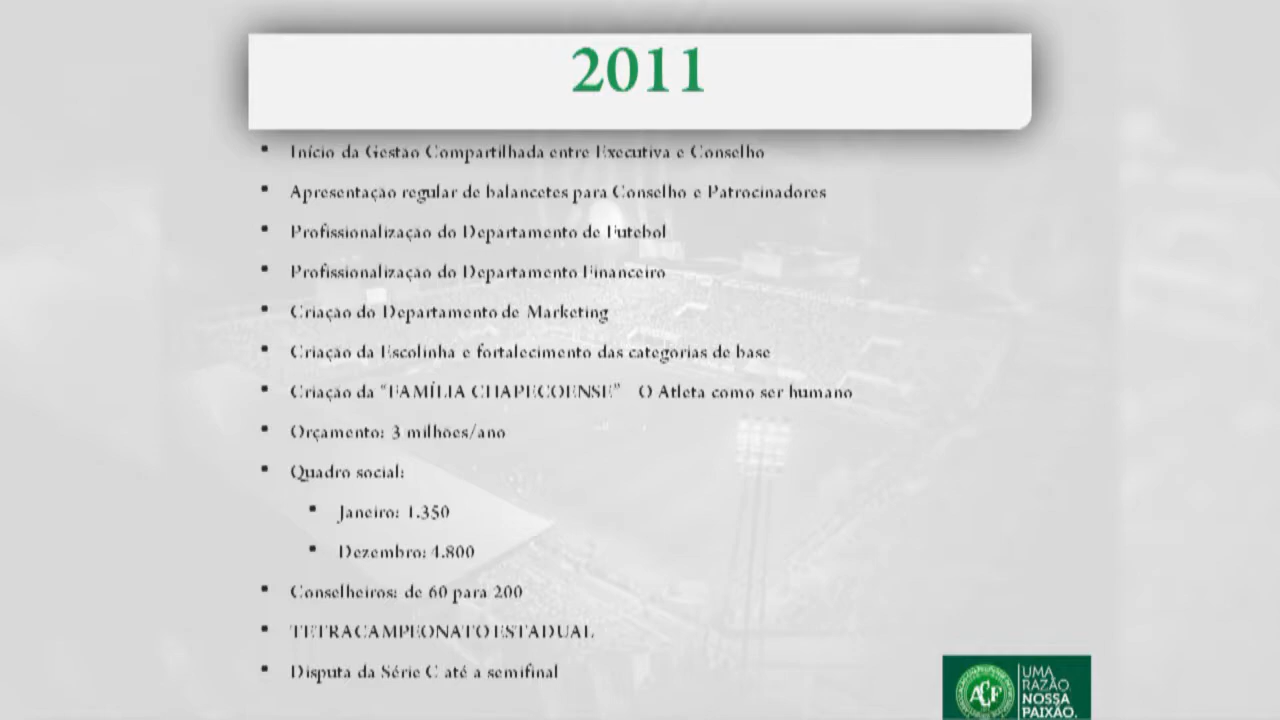 2011
Início da Gestão Compartilhada entre Executiva e Conselho
Apresentação regular de balancetes para Conselho e Patrocinadores
Profissionalização do Departamento de Futebol
Profissionalização do Departamento Financeiro
Criação do Departamento de Marketing
Criação da Escolinha e fortalecimento das categorias de base
Criação da “FAMÍLIA CHAPECOENSE” O Atleta como ser humano
Orçamento: 3 milhões/ano
Quadro social:
Janeiro: 1.350
Dezembro: 4.800
Conselheiros: de 60 para 200
TETRACAMPEONATO ESTADUAL
Disputa da Série C até a semifinal
ACF
UMA
RAZÃO.
NOSSA
PAIXÃO.